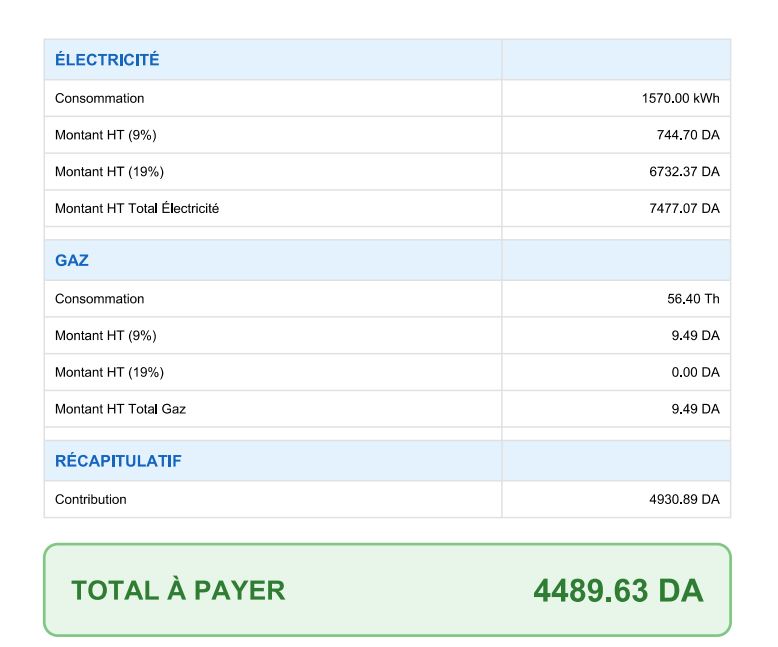 ÉLECTRICITÉ
Consommation 1570.00 kWh
Montant HT (9%) 744.70 DA
Montant HT (19%) 6732.37 DA
Montant HT Total Électricité 7477.07 DA
GAZ
Consommation 56.40 Th
Montant HT (9%) 9.49 DA
Montant HT (19%) 0.00 DA
Montant HT Total Gaz 9.49 DA
RÉCAPITULATIF
Contribution 4930.89 DA
TOTAL À PAYER 4489.63 DA